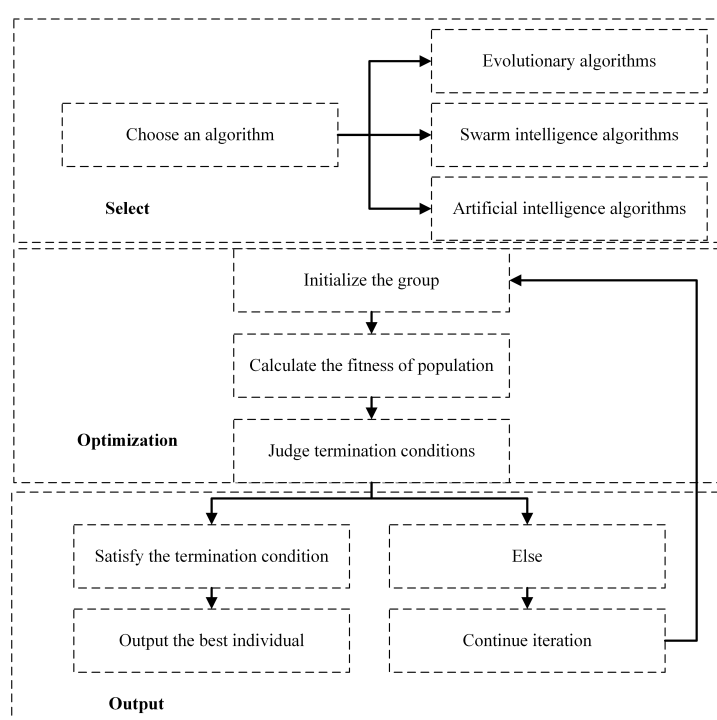 Evolutionary algorithms
Choose an algorithm
Swarm intelligence algorithms
Select
Artificial intelligence algorithms
Initialize the group
Calculate the fitness of population
Optimization
Judge termination conditions
Satisfy the termination condition
Else
Output the best individual
Continue iteration
Output